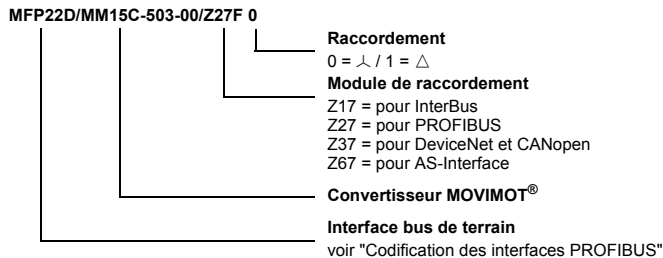 MFP22D/MM15C-503-00/Z27F 0
Raccordement
0 = ⅄ / 1 = △
Module de raccordement
Z17 = pour InterBus
Z27 = pour PROFIBUS
Z37 = pour DeviceNet et CANopen
Z67 = pour AS-Interface
Convertisseur MOVIMOT®
Interface bus de terrain
voir "Codification des interfaces PROFIBUS"